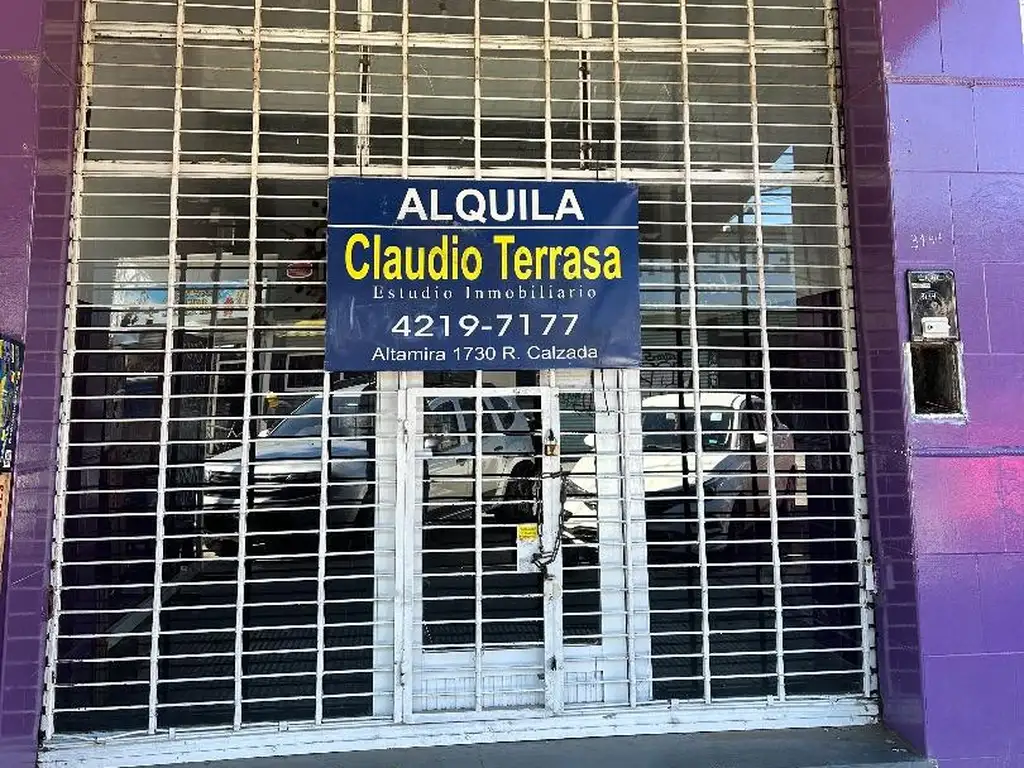 ALQUILA
Claudio Terrasa
Estudio Inmobiliario
4219-7177
Altamira 1730 R. Calzada